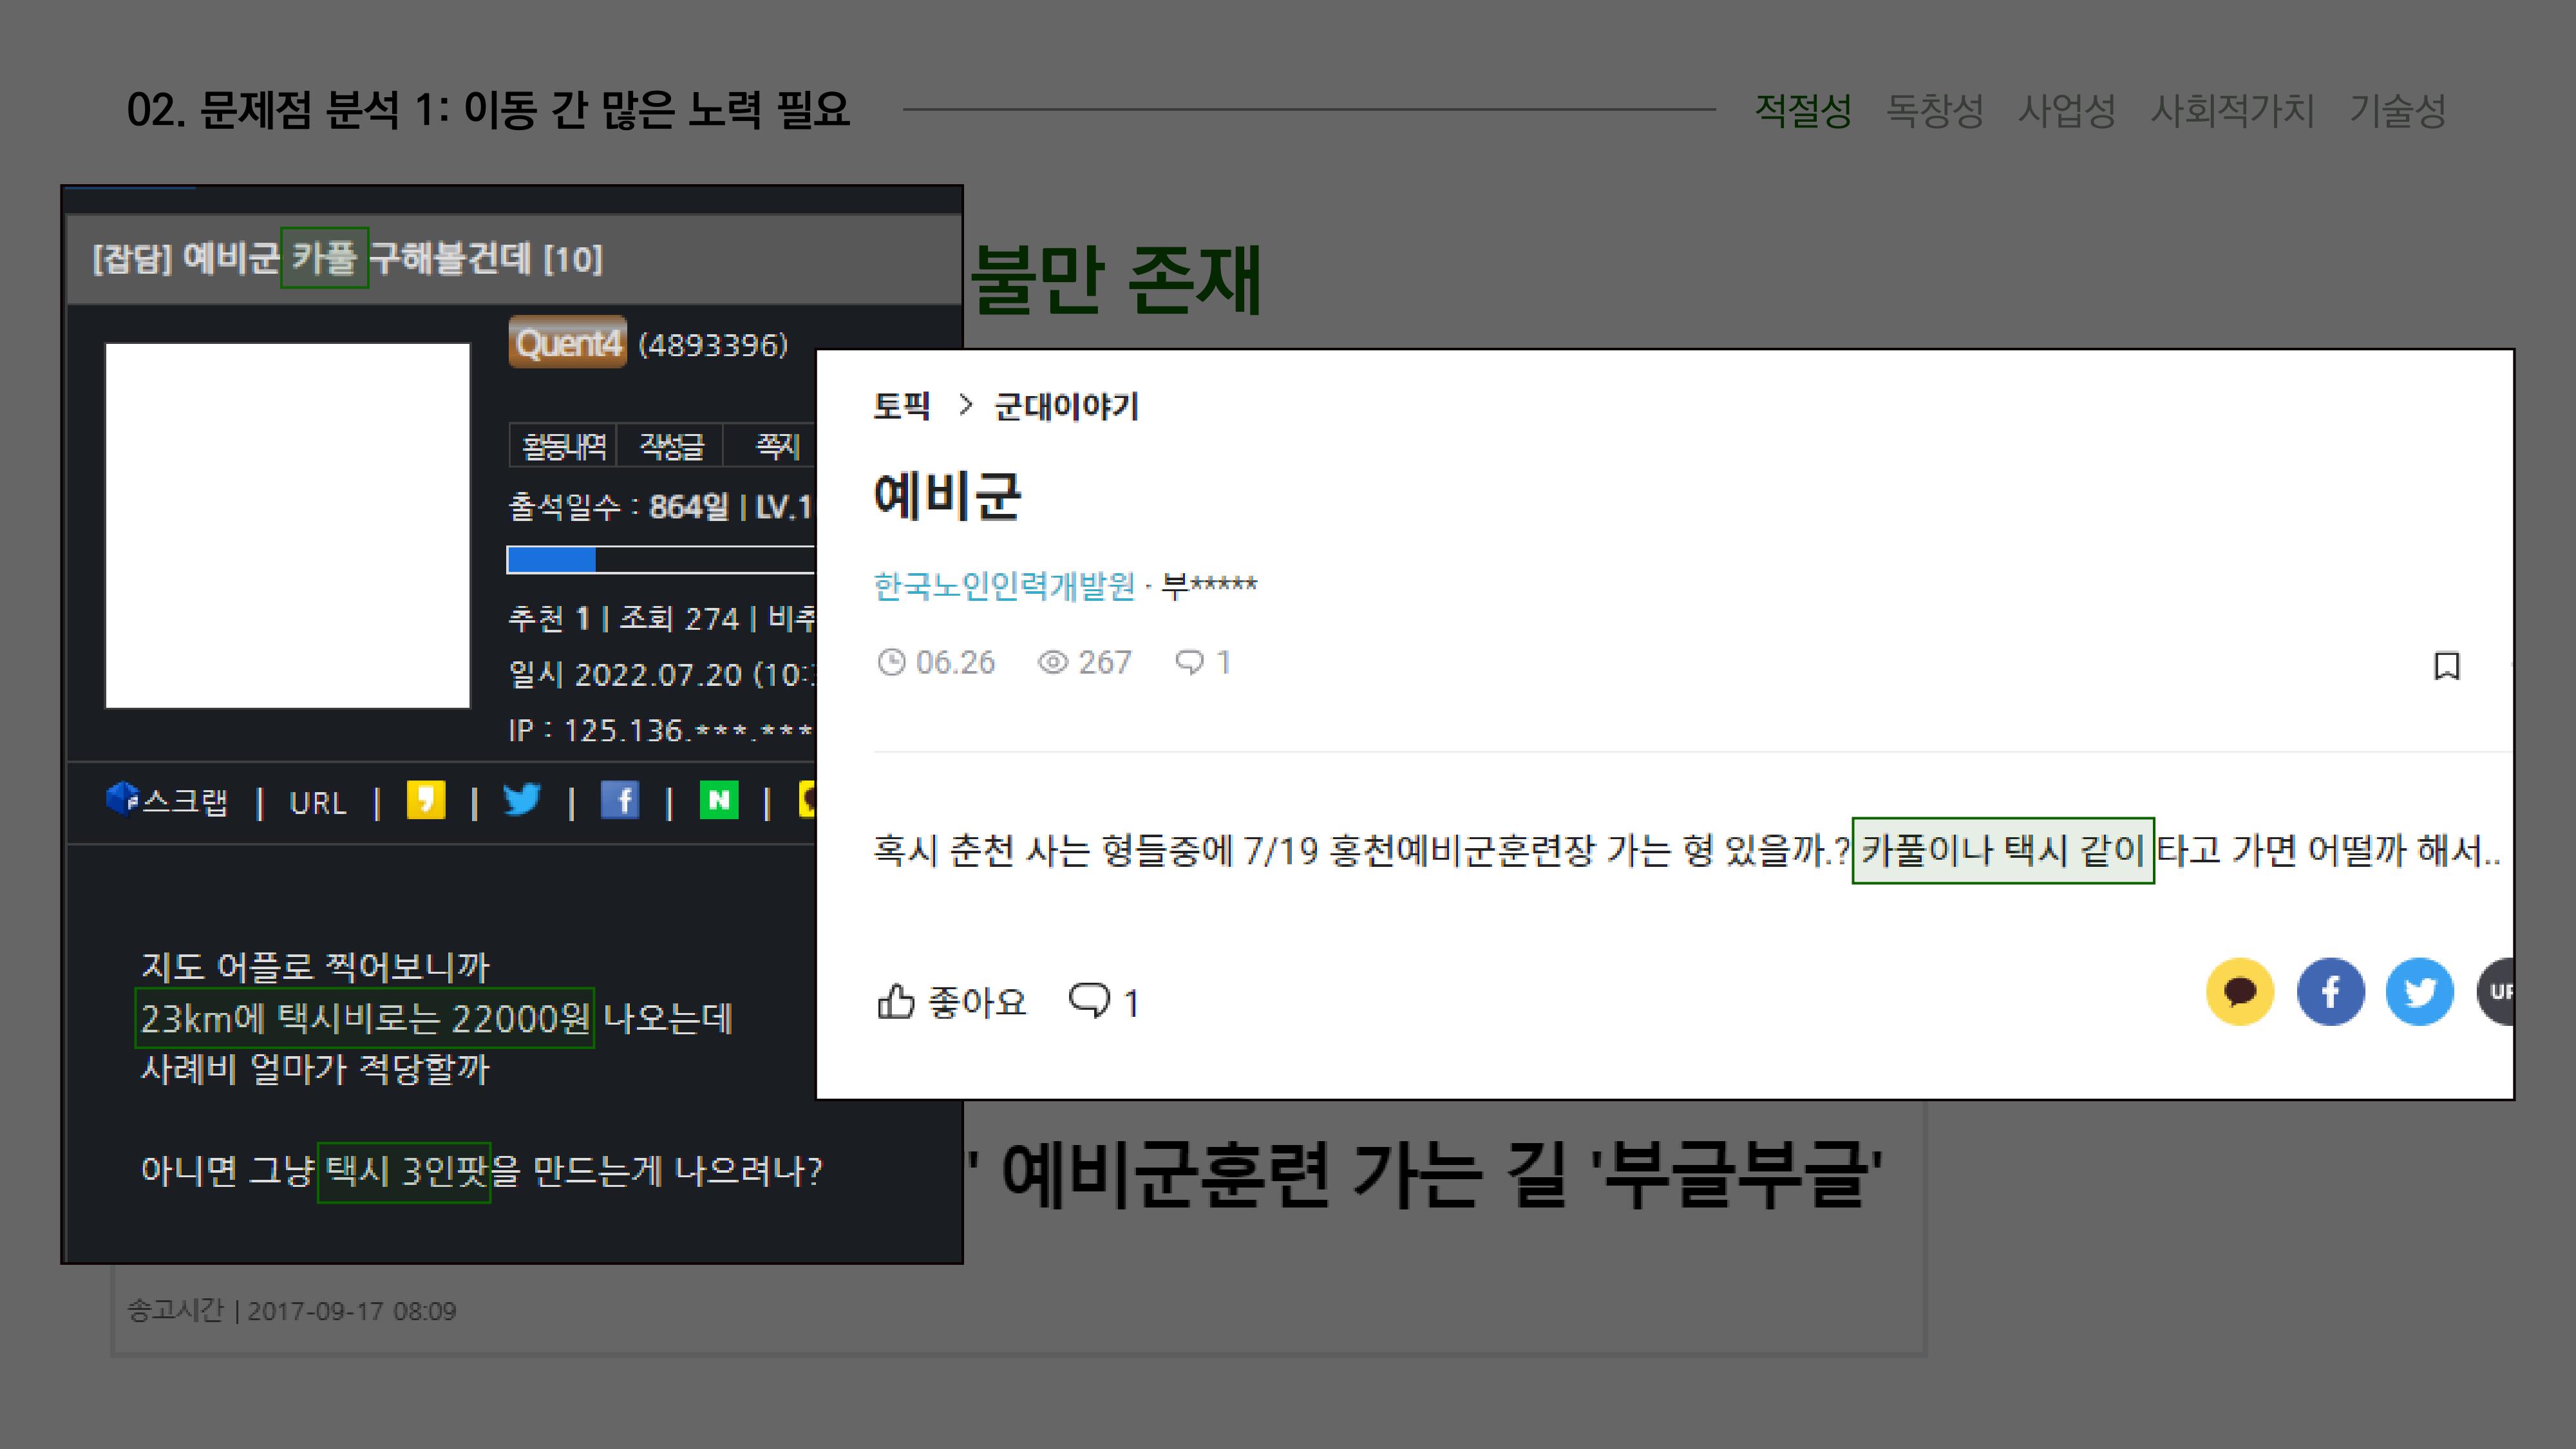 02. 문제점 분석 1: 이동 간 많은 노력 필요
적절성 독창성 사업성 사회적가치 기술성
불만 존재
[잡담] 예비군 카풀 구해볼건데 [10]
Quent4 (4893396)
활동내역 작성글 쪽지
출석일수 : 864일 | LV.1
추천 1 | 조회 274 | 비추
일시 2022.07.20 (10:
IP : 125.136.***.***
스크랩 | URL | | | | |
지도 어플로 찍어보니까
23km에 택시비로는 22000원 나오는데
사례비 얼마가 적당할까
아니면 그냥 택시 3인팟을 만드는게 나으려나?
토픽 > 군대이야기
예비군
한국노인인력개발원 · 부*****
06.26 267 1
혹시 춘천 사는 형들중에 7/19 홍천예비군훈련장 가는 형 있을까.? 카풀이나 택시 같이 타고 가면 어떨까 해서..
좋아요 1
' 예비군훈련 가는 길 '부글부글'
송고시간 | 2017-09-17 08:09